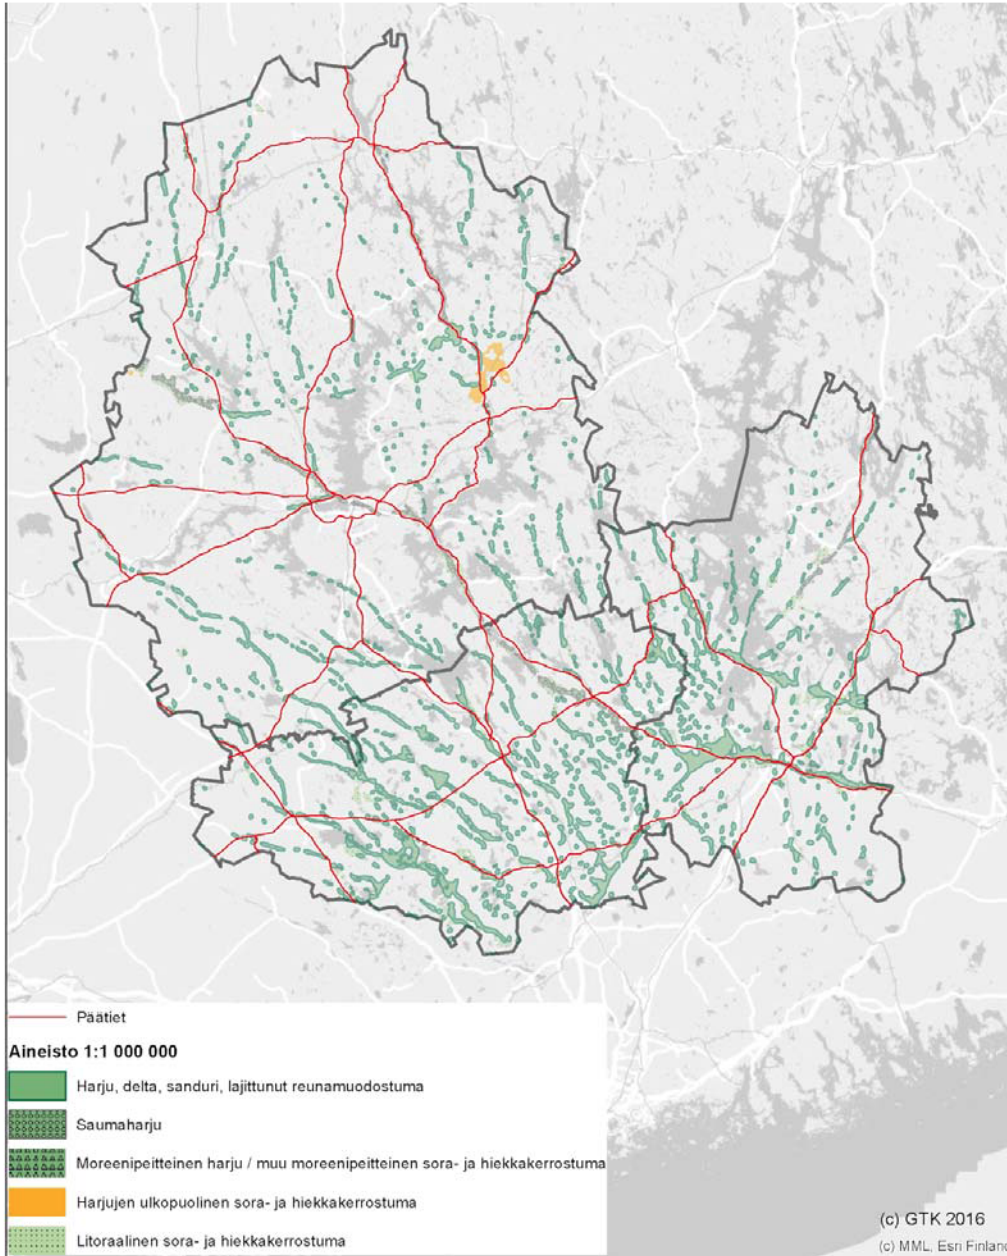 Päätiet
Aineisto 1:1 000 000
Harju, delta, sanduri, lajittunut reunamuodostuma
Saumaharju
Moreenipeitteinen harju / muu moreenipeitteinen sora- ja hiekkakerrostuma
Harjujen ulkopuolinen sora- ja hiekkakerrostuma
Litoraalinen sora- ja hiekkakerrostuma
(c) GTK 2016
(c) MML, Esri Finland